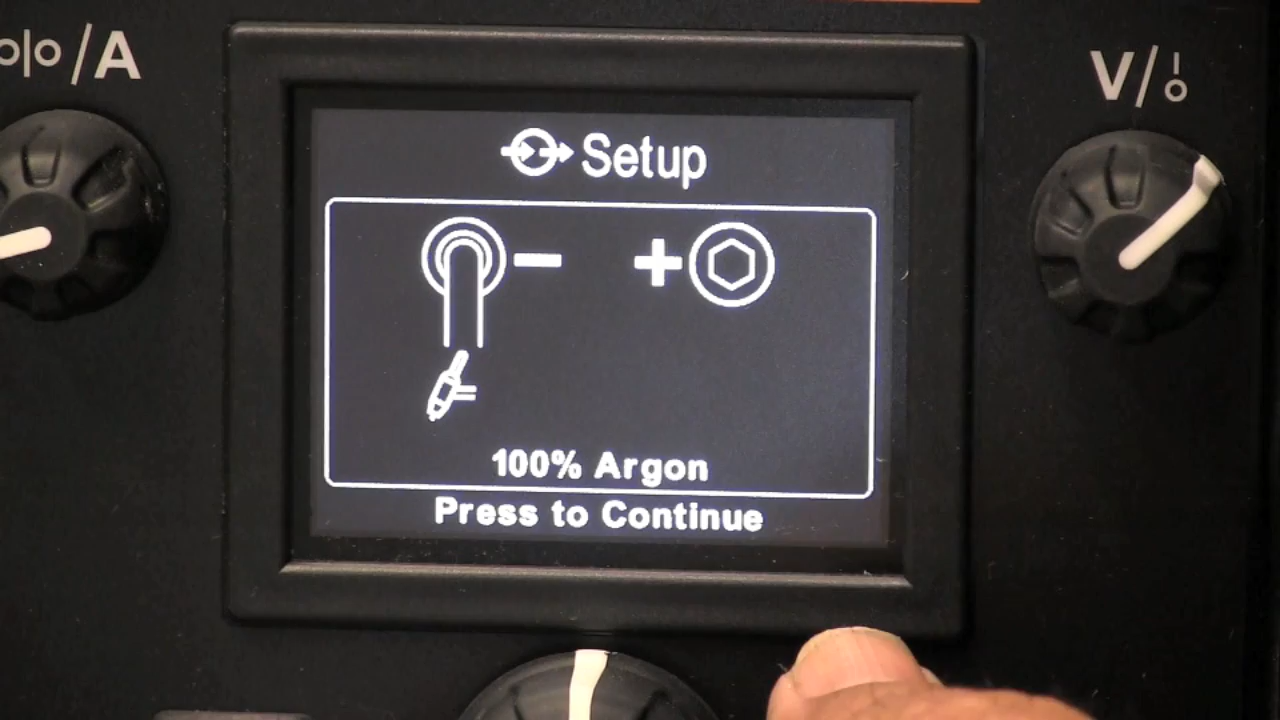 /A
V/
Setup
- +
100% Argon
Press to Continue